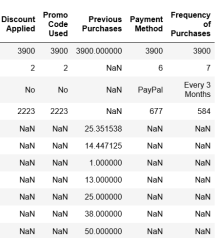 Discount Applied Promo Code Used Previous Purchases Payment Method Frequency of Purchases
3900 3900 3900.000000 3900 3900
2 2 NaN 6 7
No No NaN PayPal Every 3 Months
2223 2223 NaN 677 584
NaN NaN 25.351538 NaN NaN
NaN NaN 14.447125 NaN NaN
NaN NaN 1.000000 NaN NaN
NaN NaN 13.000000 NaN NaN
NaN NaN 25.000000 NaN NaN
NaN NaN 38.000000 NaN NaN
NaN NaN 50.000000 NaN NaN